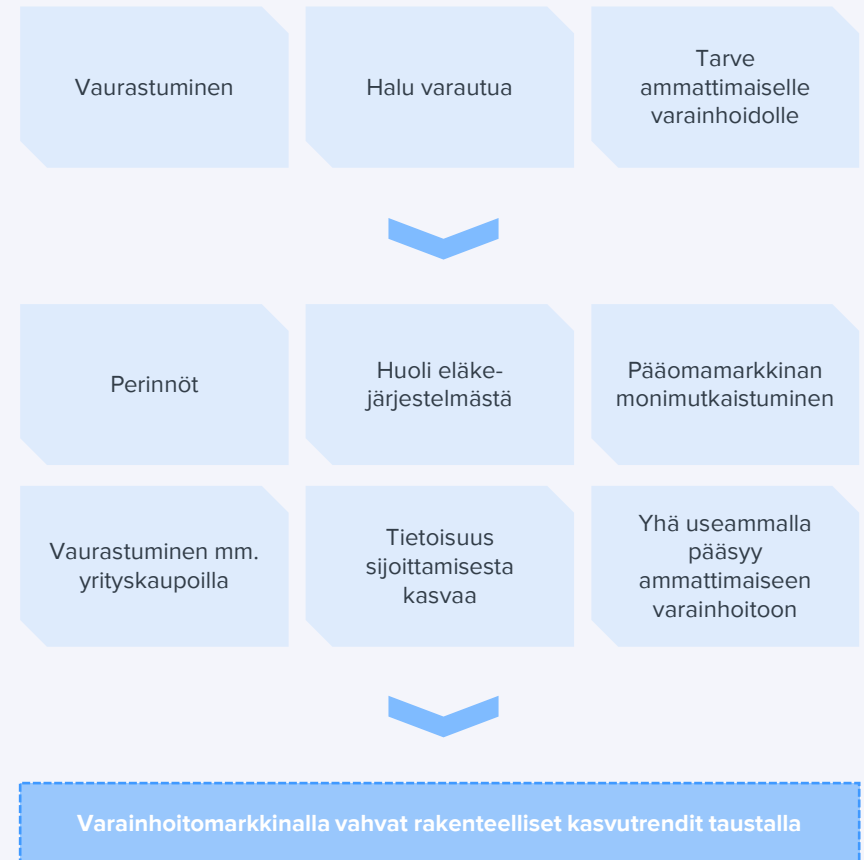 Vaurastuminen
Halu varautua
Tarve
ammattimaiselle
varainhoidolle
Perinnöt
Huoli eläke-
järjestelmästä
Pääomamarkkinan
monimutkaistuminen
Vaurastuminen mm.
yrityskaupoilla
Tietoisuus
sijoittamisesta
kasvaa
Yhä useammalla
pääsyy
ammattimaiseen
varainhoitoon
Varainhoitomarkkinalla vahvat rakenteelliset kasvutrendit taustalla